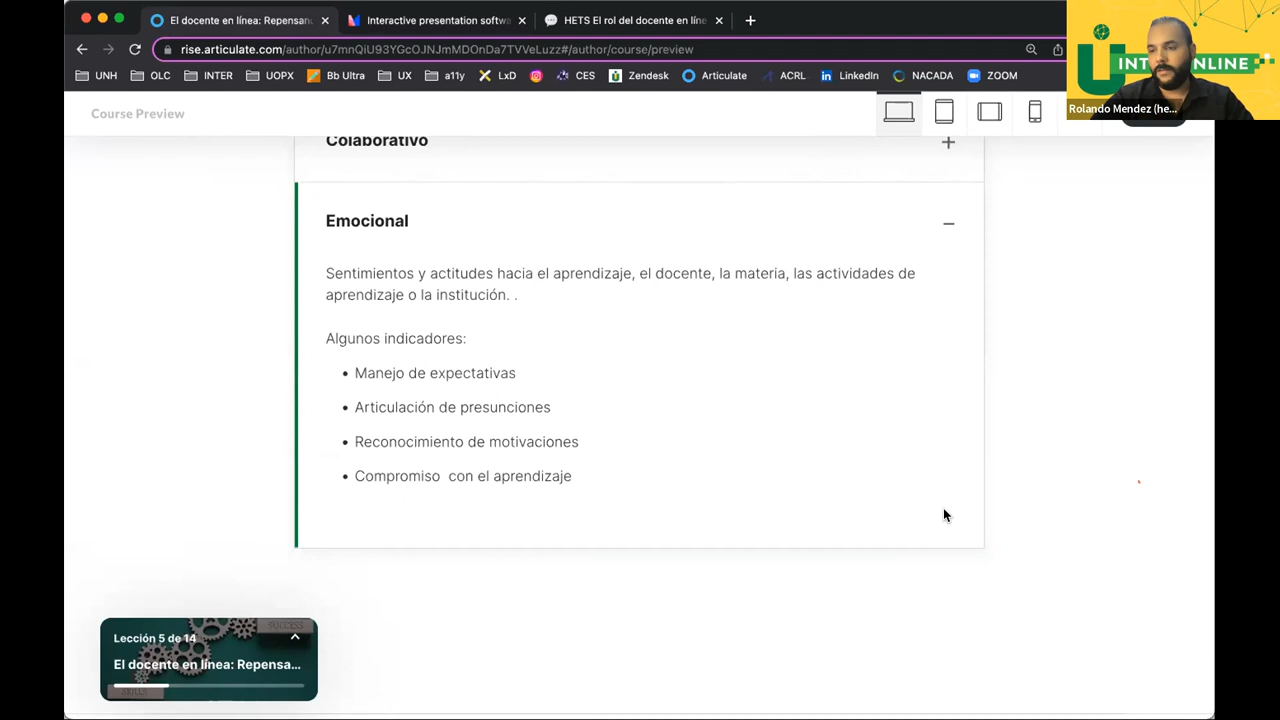 El docente en línea: Repensand
Interactive presentation softwa
HETS El rol del docente en líne
rise.articulate.com/author/u7mnQiU93YGcOJNJmMDOnDa7TVVeLuzz#/author/course/preview
UNH OLC INTER UOPX Bb Ultra UX a11y LxD CES Zendesk Articulate ACRL LinkedIn NACADA ZOOM
Rolando Mendez (he...
Course Preview
Colaborativo
Emocional
Sentimientos y actitudes hacia el aprendizaje, el docente, la materia, las actividades de
aprendizaje o la institución. .
Algunos indicadores:
• Manejo de expectativas
• Articulación de presunciones
• Reconocimiento de motivaciones
• Compromiso  con el aprendizaje
Lección 5 de 14
El docente en línea: Repensa...
SUCCESS
SKILLS